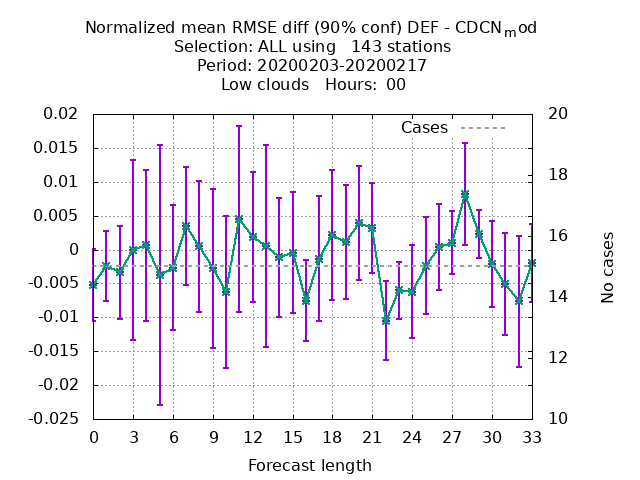 Normalized mean RMSE diff (90% conf) DEF - CDCNmod
Selection: ALL using 143 stations
Period: 20200203-20200217
Low clouds Hours: 00
Cases
0.02
0.015
0.01
0.005
0
-0.005
-0.01
-0.015
-0.02
-0.025
20
18
16
14
12
10
No cases
0 3 6 9 12 15 18 21 24 27 30 33
Forecast length